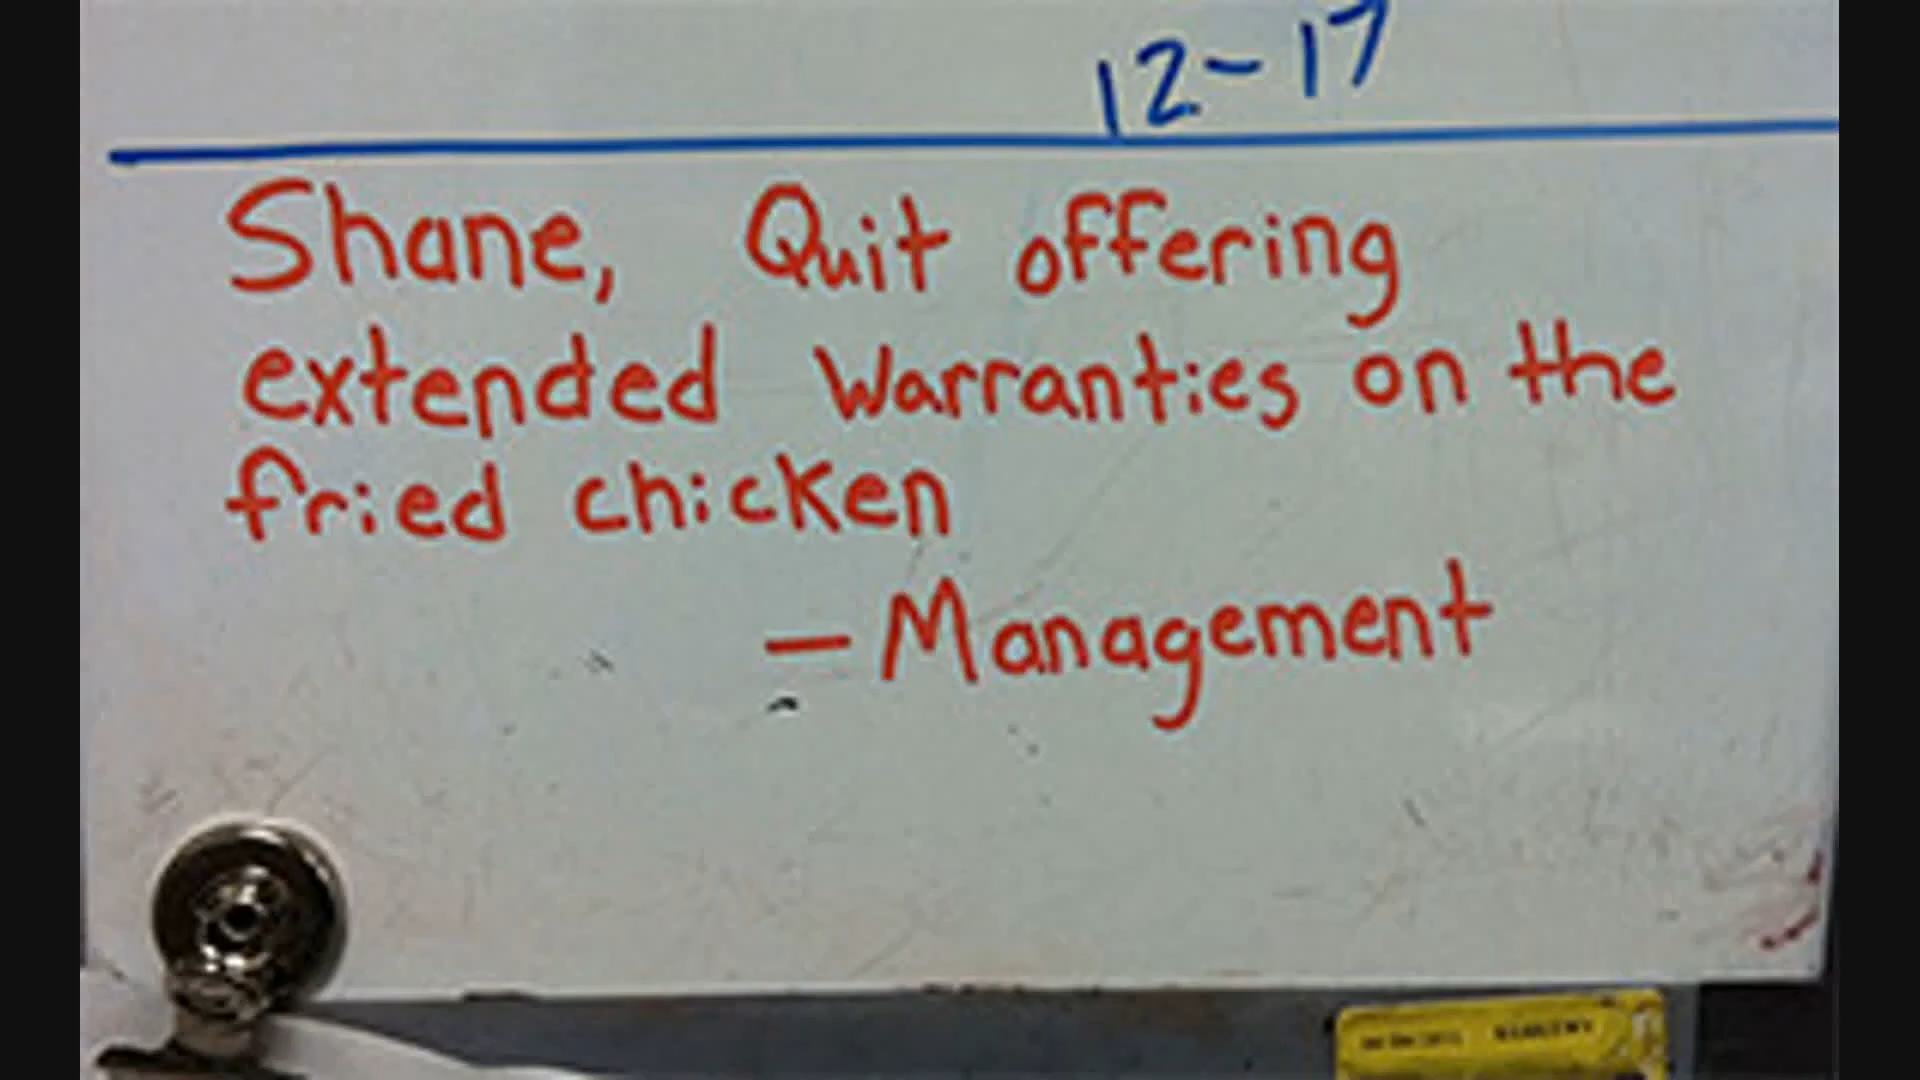 12-17
Shane, Quit offering
extended warranties on the
fried chicken
- Management